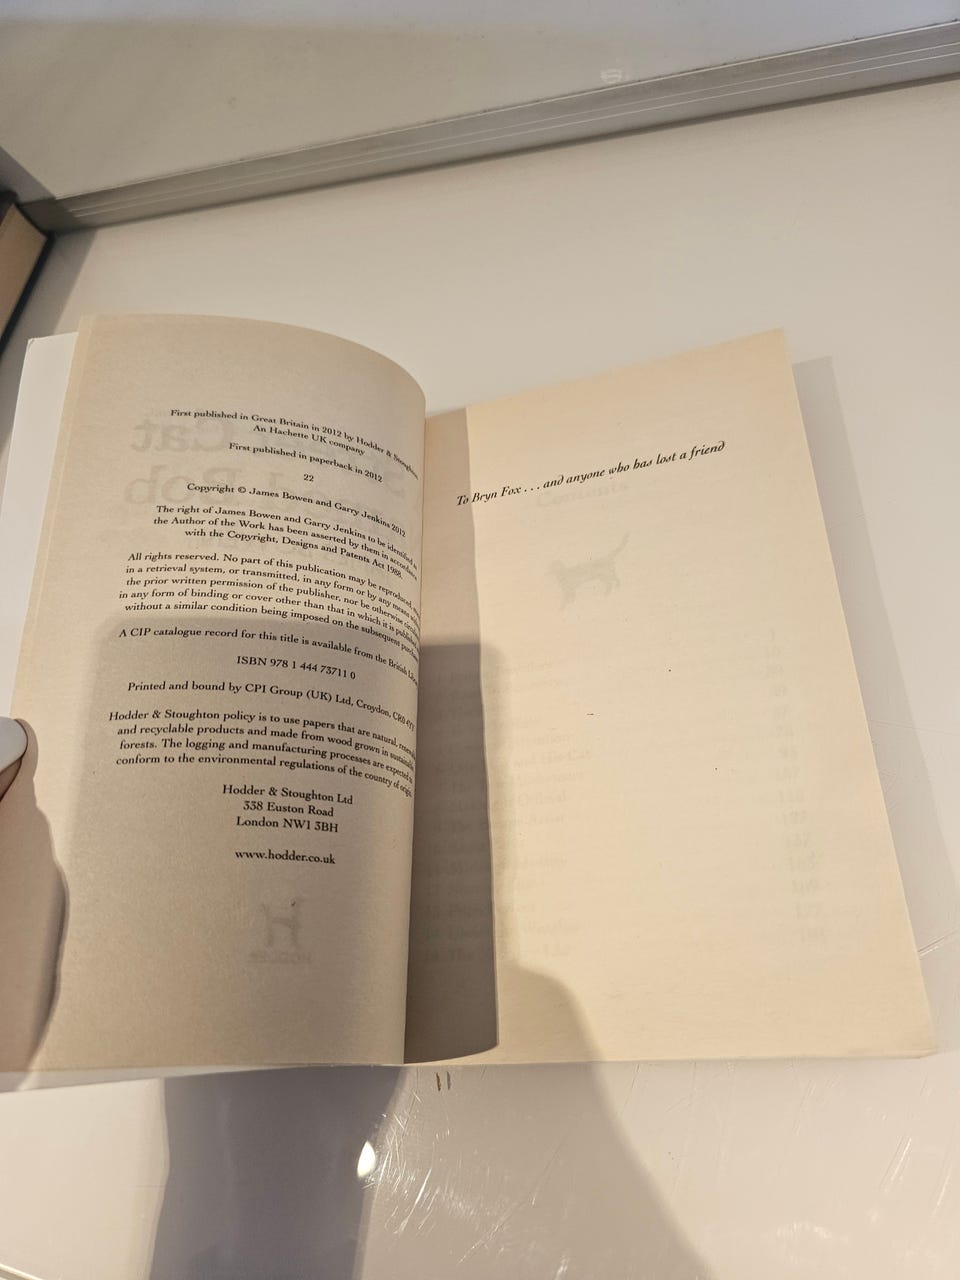 First published in Great Britain in 2012 by Hodder & Stoughton
An Hachette UK company
First published in paperback in 2012
22
Copyright © James Bowen and Garry Jenkins 2012
The right of James Bowen and Garry Jenkins to be identified as
the Author of the Work has been asserted by them in accordance
with the Copyright, Designs and Patents Act 1988.
All rights reserved. No part of this publication may be reproduced,
in a retrieval system, or transmitted, in any form or by any means without
the prior written permission of the publisher, nor be otherwise
in any form of binding or cover other than that in which it is published
without a similar condition being imposed on the subsequent
A CIP catalogue record for this title is available from the British Library
ISBN 978 1 444 73711 0
Printed and bound by CPI Group (UK) Ltd, Croydon, CR0 4YY
Hodder & Stoughton policy is to use papers that are natural,
and recyclable products and made from wood grown in sustainable
forests. The logging and manufacturing processes are expected to
conform to the environmental regulations of the country of origin.
Hodder & Stoughton Ltd
338 Euston Road
London NW1 3BH
www.hodder.co.uk
To Bryn Fox . . . and anyone who has lost a friend